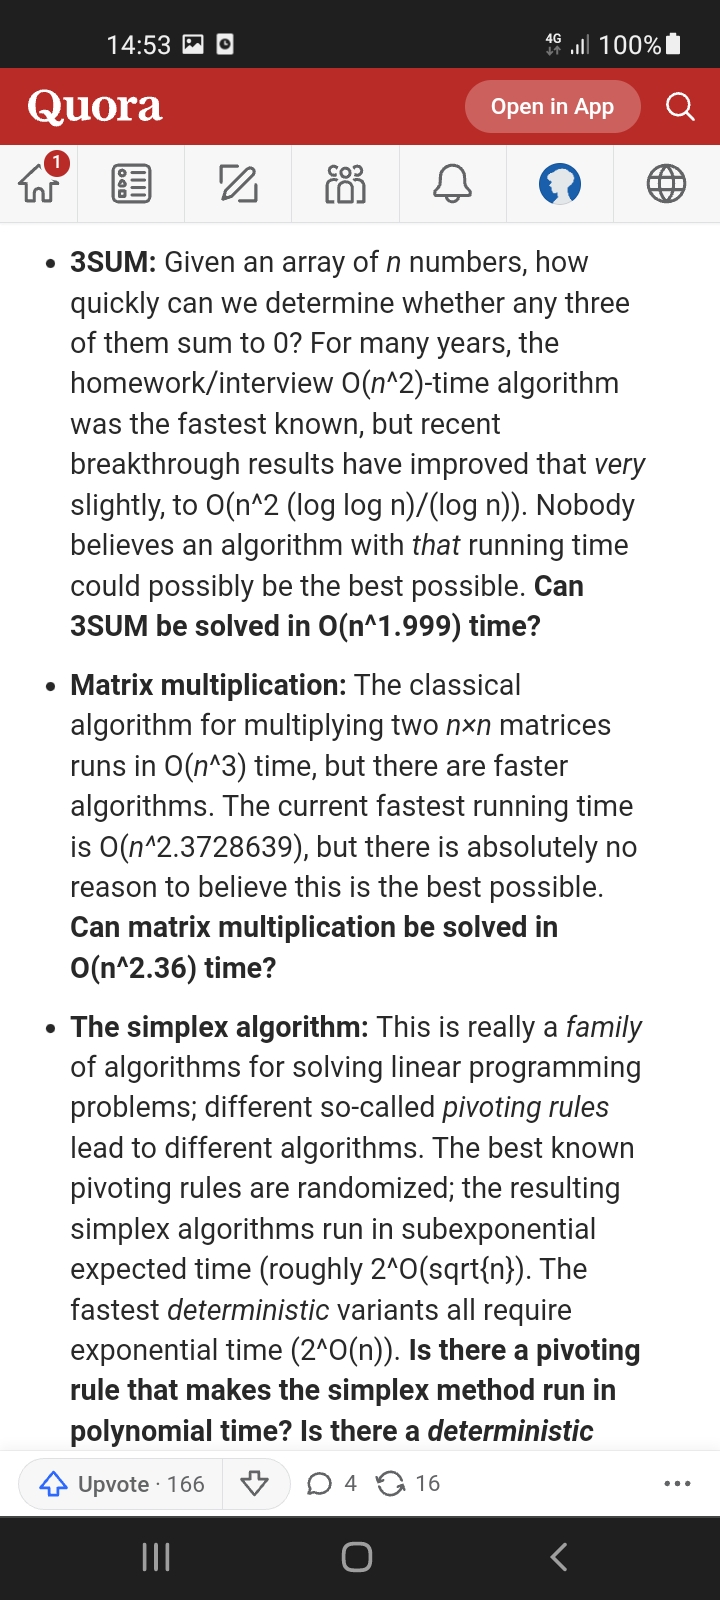 14:53
4G
100%
Quora
Open in App
1
• 3SUM: Given an array of n numbers, how
quickly can we determine whether any three
of them sum to 0? For many years, the
homework/interview O(n^2)-time algorithm
was the fastest known, but recent
breakthrough results have improved that very
slightly, to O(n^2 (log log n)/(log n)). Nobody
believes an algorithm with that running time
could possibly be the best possible. Can
3SUM be solved in O(n^1.999) time?
• Matrix multiplication: The classical
algorithm for multiplying two n×n matrices
runs in O(n^3) time, but there are faster
algorithms. The current fastest running time
is O(n^2.3728639), but there is absolutely no
reason to believe this is the best possible.
Can matrix multiplication be solved in
O(n^2.36) time?
• The simplex algorithm: This is really a family
of algorithms for solving linear programming
problems; different so-called pivoting rules
lead to different algorithms. The best known
pivoting rules are randomized; the resulting
simplex algorithms run in subexponential
expected time (roughly 2^O(sqrt{n}). The
fastest deterministic variants all require
exponential time (2^O(n)). Is there a pivoting
rule that makes the simplex method run in
polynomial time? Is there a deterministic
Upvote · 166
4
16